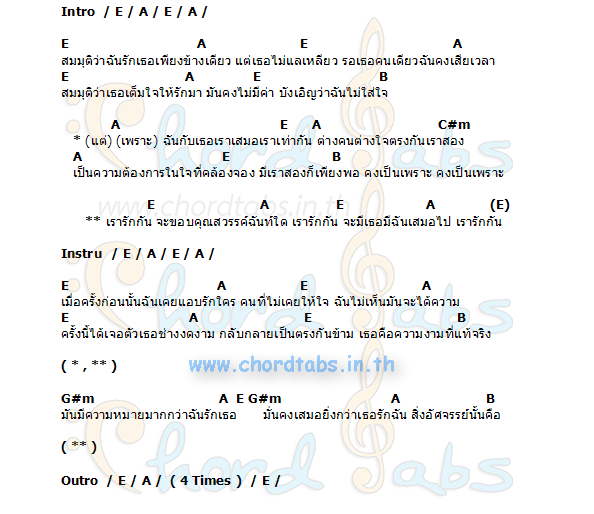 Intro / E / A / E / A /
E A E A
สมมุติว่าฉันรักเธอเพียงข้างเดียว แต่เธอไม่แลเหลียว รอเธอคนเดียวฉันคงเสียเวลา
E A E B
สมมุติว่าเธอเต็มใจให้รักมา มันคงไม่มีค่า บังเอิญว่าฉันไม่ใส่ใจ
A E A C#m
* (แต่) (เพราะ) ฉันกับเธอเราเสมอเราเท่ากัน ต่างคนต่างใจตรงกันเราสอง
A E B
เป็นความต้องการในใจที่คล้องจอง มีเราสองก็เพียงพอ คงเป็นเพราะ คงเป็นเพราะ
E A E A (E)
** เรารักกัน จะขอบคุณสวรรค์ฉันทำใด เรารักกัน จะมีเธอมีฉันเสมอไป เรารักกัน
Instru / E / A / E / A /
E A E A
เมื่อครั้งก่อนนั้นฉันเคยแอบรักใคร คนที่ไม่เคยให้ใจ ฉันไม่เห็นมันจะได้ความ
E A E B
ครั้งนี้ได้เจอตัวเธอช่างงดงาม กลับกลายเป็นตรงกันข้าม เธอคือความงามที่แท้จริง
( * , ** )
www.chordtabs.in.th
G#m A E G#m A B
มันมีความหมายมากกว่าฉันรักเธอ มั่นคงเสมอยิ่งกว่าเธอรักฉัน สิ่งอัศจรรย์นั้นคือ
( ** )
Outro / E / A / ( 4 Times ) / E /